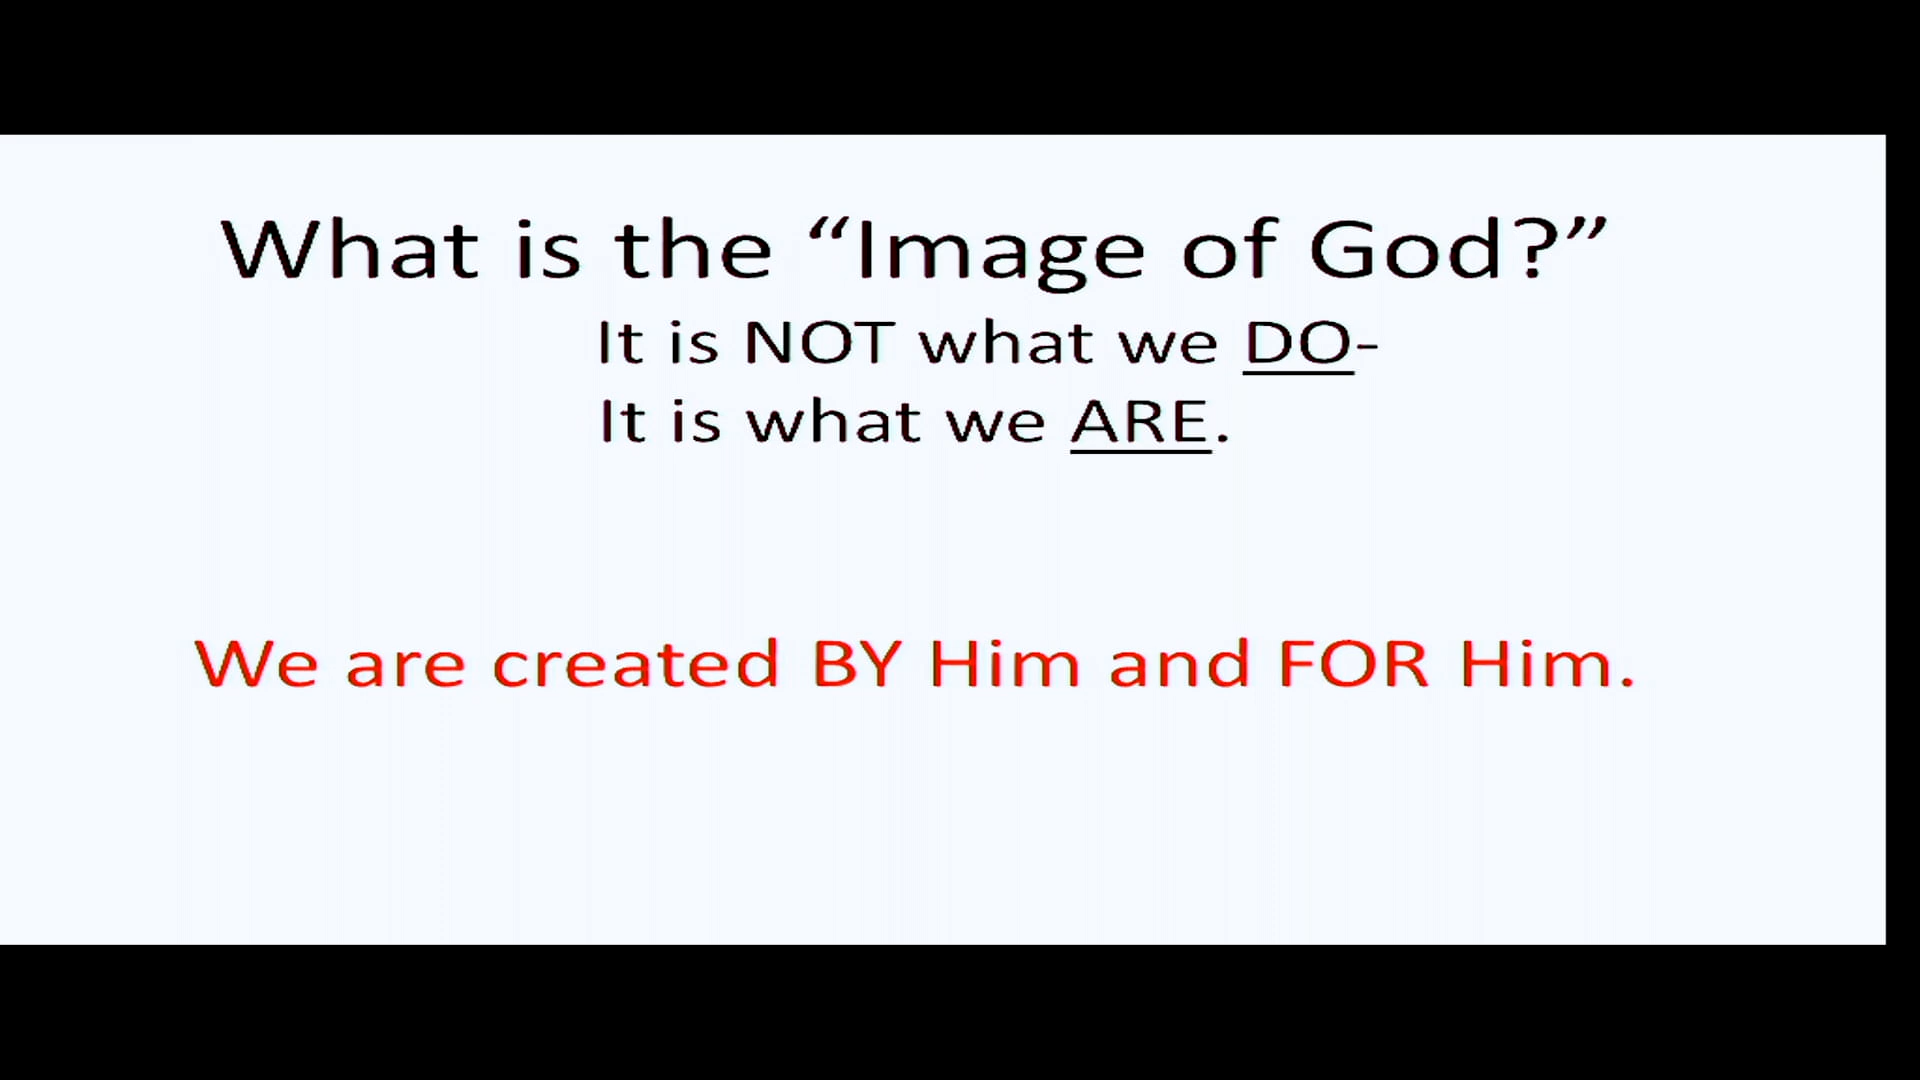 What is the “Image of God?”
It is NOT what we DO-
It is what we ARE.
We are created BY Him and FOR Him.